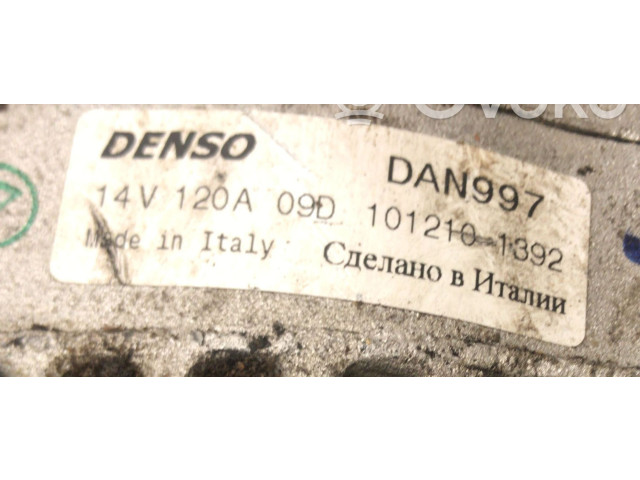 DENSO DAN997
14V 120A 09D 101210-1392
Made in Italy Сделано в Италии